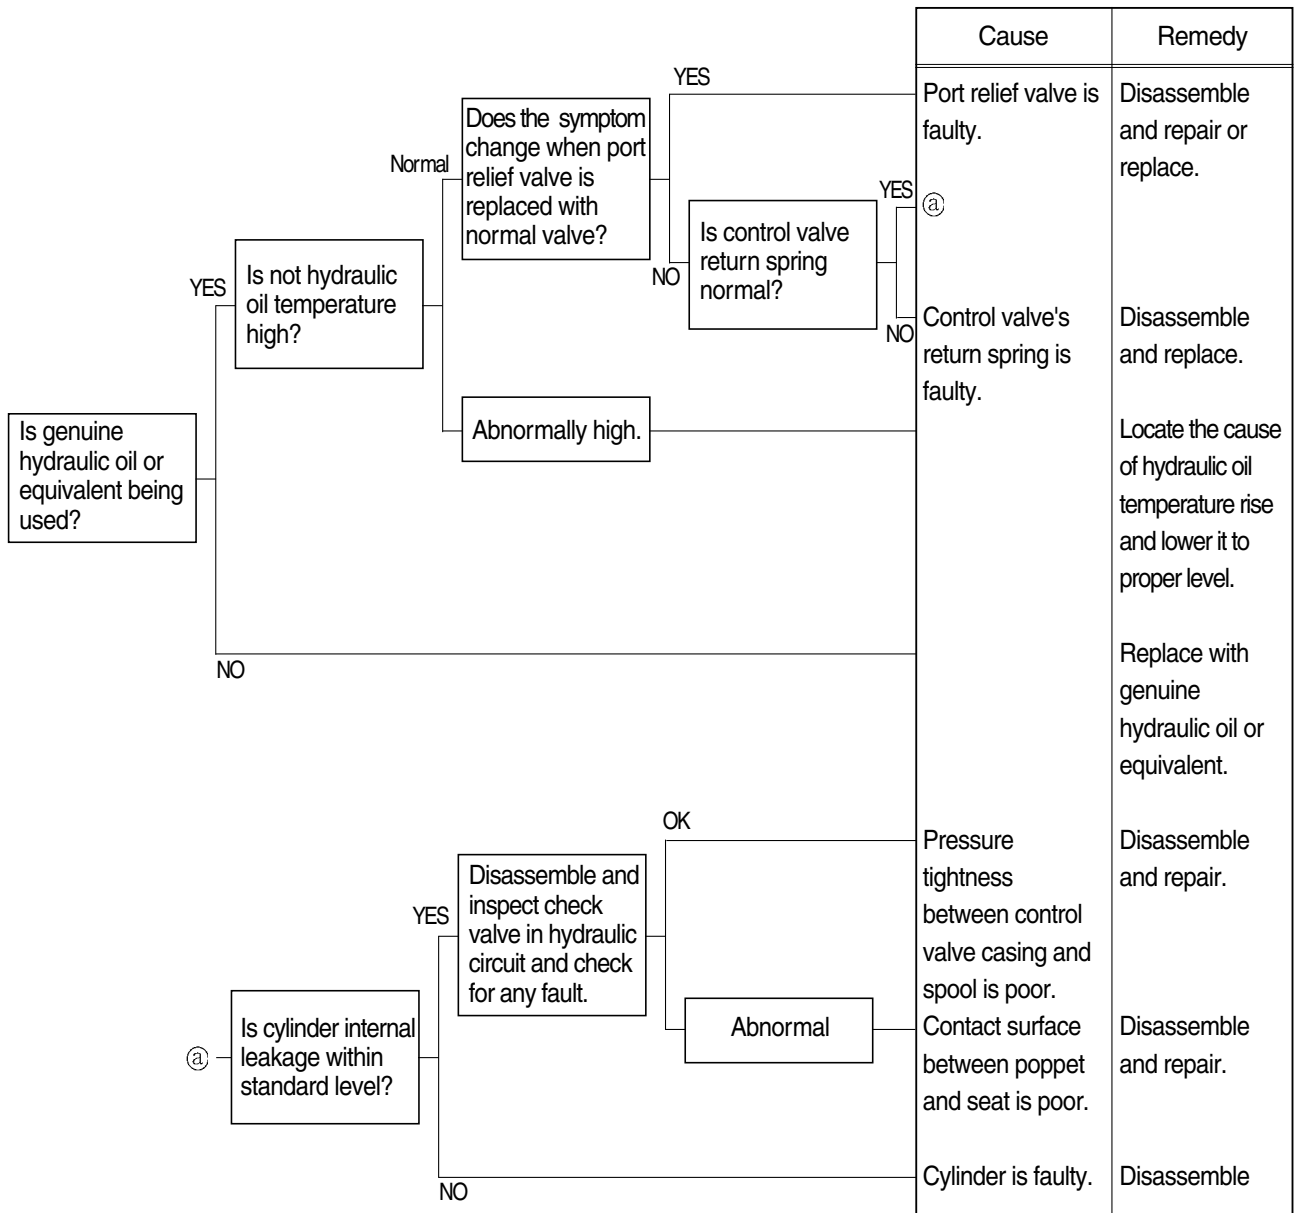 Cause
Remedy
YES
Port relief valve is
faulty.
Disassemble
and repair or
replace.
Does the symptom
change when port
relief valve is
replaced with
normal valve?
Normal
YES
ⓐ
Is control valve
return spring
normal?
NO
NO
Control valve's
return spring is
faulty.
Disassemble
and replace.
YES
Is not hydraulic
oil temperature
high?
Abnormally high.
Locate the cause
of hydraulic oil
temperature rise
and lower it to
proper level.
Is genuine
hydraulic oil or
equivalent being
used?
NO
Replace with
genuine
hydraulic oil or
equivalent.
OK
Pressure
tightness
between control
valve casing and
spool is poor.
Disassemble
and repair.
YES
Disassemble and
inspect check
valve in hydraulic
circuit and check
for any fault.
Abnormal
Contact surface
between poppet
and seat is poor.
Disassemble
and repair.
ⓐ
Is cylinder internal
leakage within
standard level?
NO
Cylinder is faulty.
Disassemble